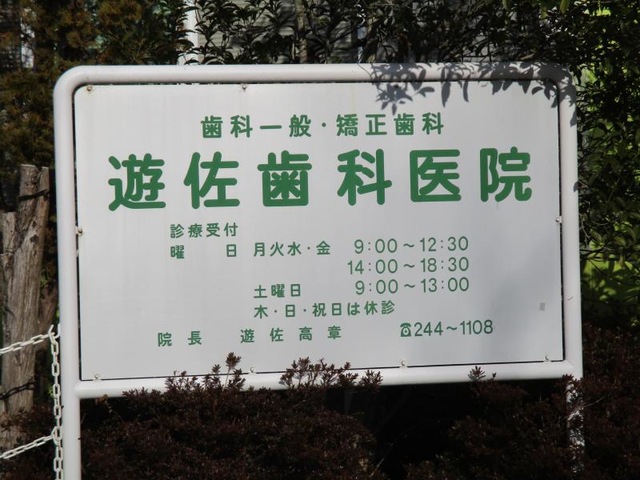 歯科一般・矯正歯科
遊佐歯科医院
診療受付
曜　日 月火水・金 9:00～12:30
14:00～18:30
土曜日 9:00～13:00
木・日・祝日は休診
院長 遊佐高章 ☎244～1108